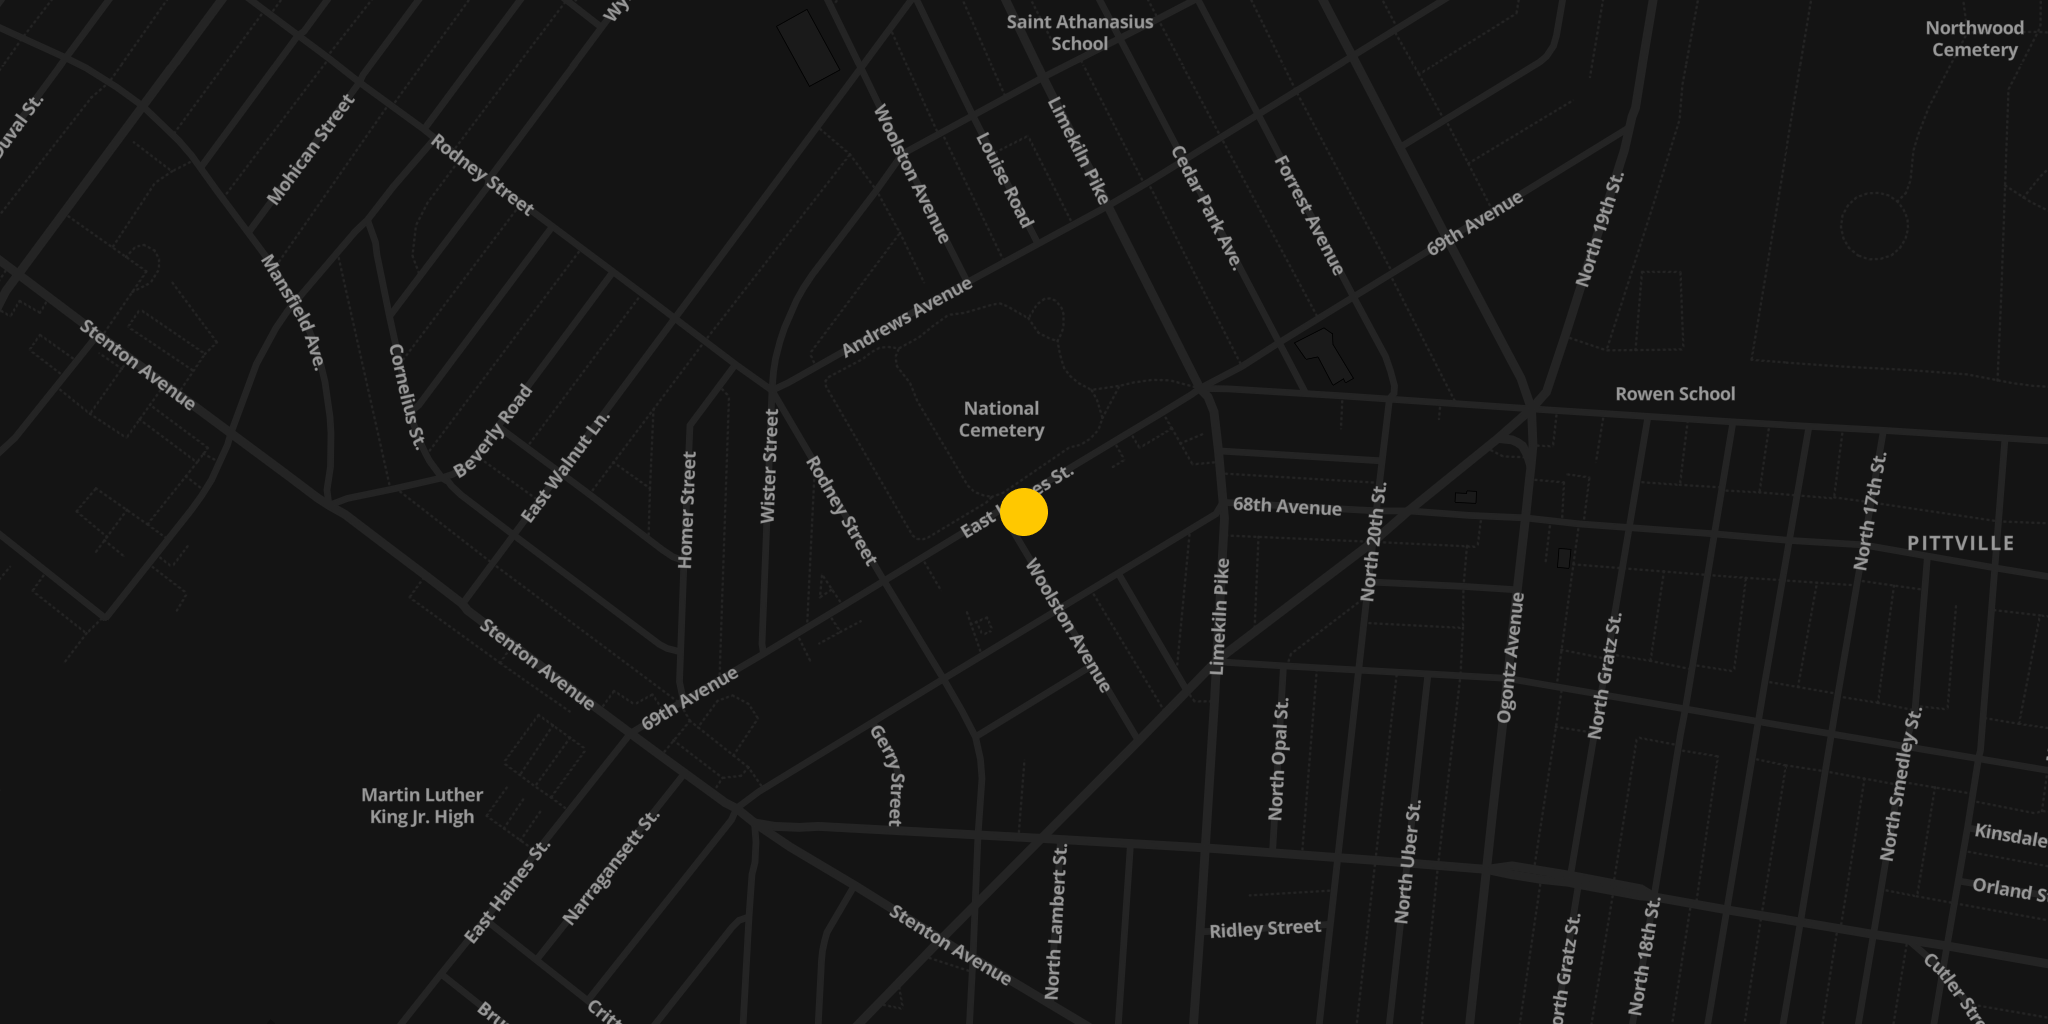 Saint Athanasius
School
Northwood
Cemetery
Duval St.
Mohican Street
Rodney Street
Woolston Avenue
Louise Road
Limekiln Pike
Cedar Park Ave.
Forrest Avenue
69th Avenue
North 19th St.
Mansfield Ave.
Stenton Avenue
Cornelius St.
Beverly Road
East Walnut Ln.
Andrews Avenue
National
Cemetery
Rowen School
Homer Street
Wister Street
Rodney Street
East
es St.
68th Avenue
North 20th St.
North 17th St.
PITTVILLE
Woolston Avenue
Limekiln Pike
Ogontz Avenue
North Gratz St.
Stenton Avenue
69th Avenue
Gerry Street
North Opal St.
North Uber St.
North Smedley St.
Martin Luther
King Jr. High
East Haines St.
Narragansett St.
Kinsdale
Orland S
North Lambert St.
Stenton Avenue
Ridley Street
North 18th St.
orth Gratz St.
Cutler Stre
Bru
Critt
Wy